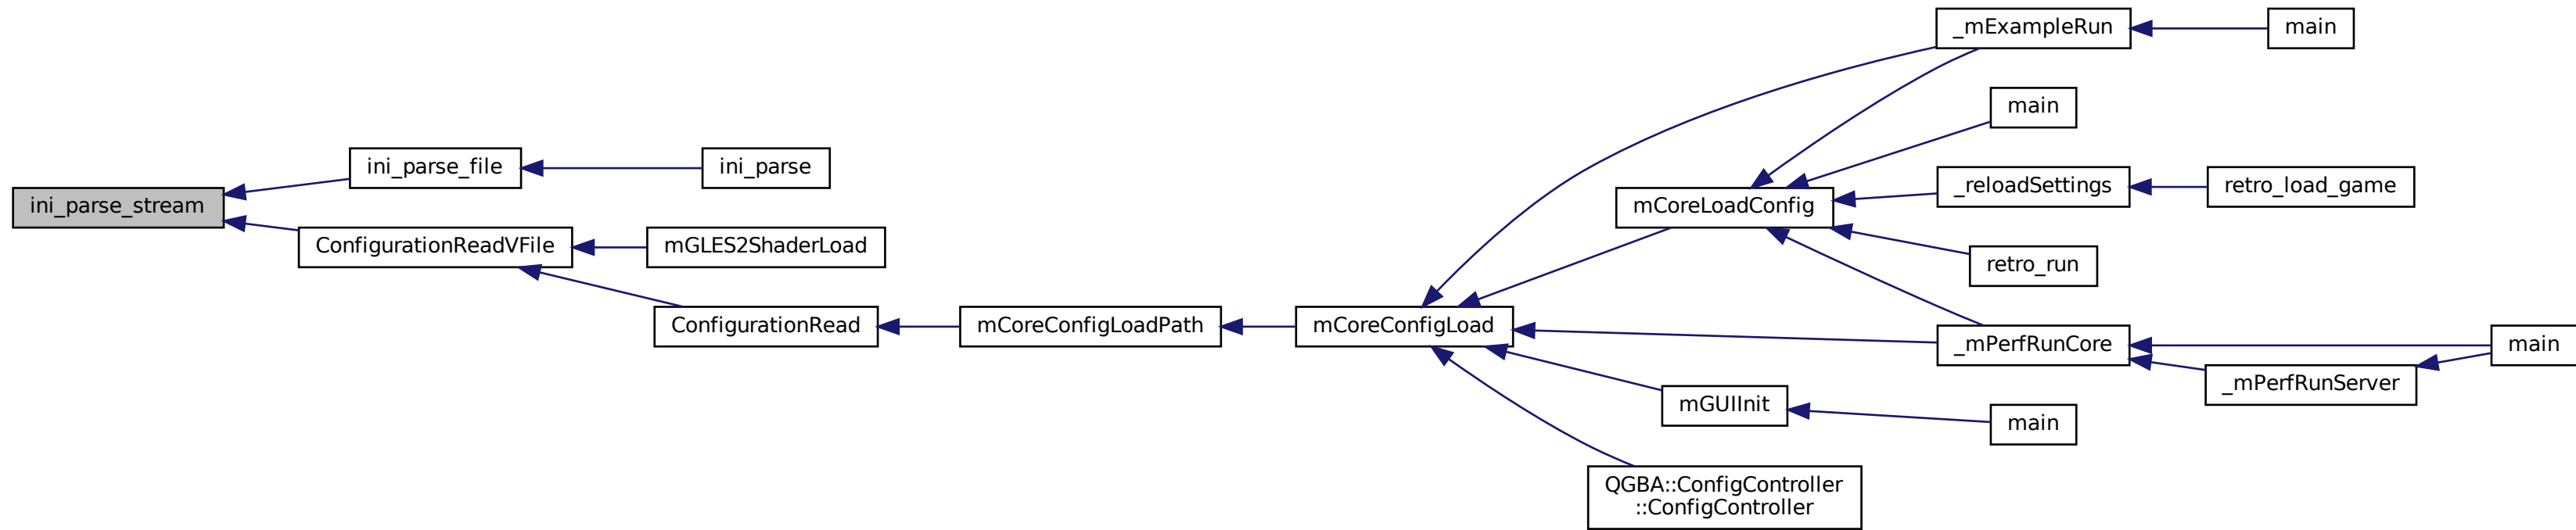 _mExampleRun
main
main
ini_parse_file
ini_parse
_reloadSettings
retro_load_game
ini_parse_stream
mCoreLoadConfig
ConfigurationReadVFile
mGLES2ShaderLoad
retro_run
ConfigurationRead
mCoreConfigLoadPath
mCoreConfigLoad
_mPerfRunCore
main
_mPerfRunServer
mGUIInit
main
QGBA::ConfigController
::ConfigController